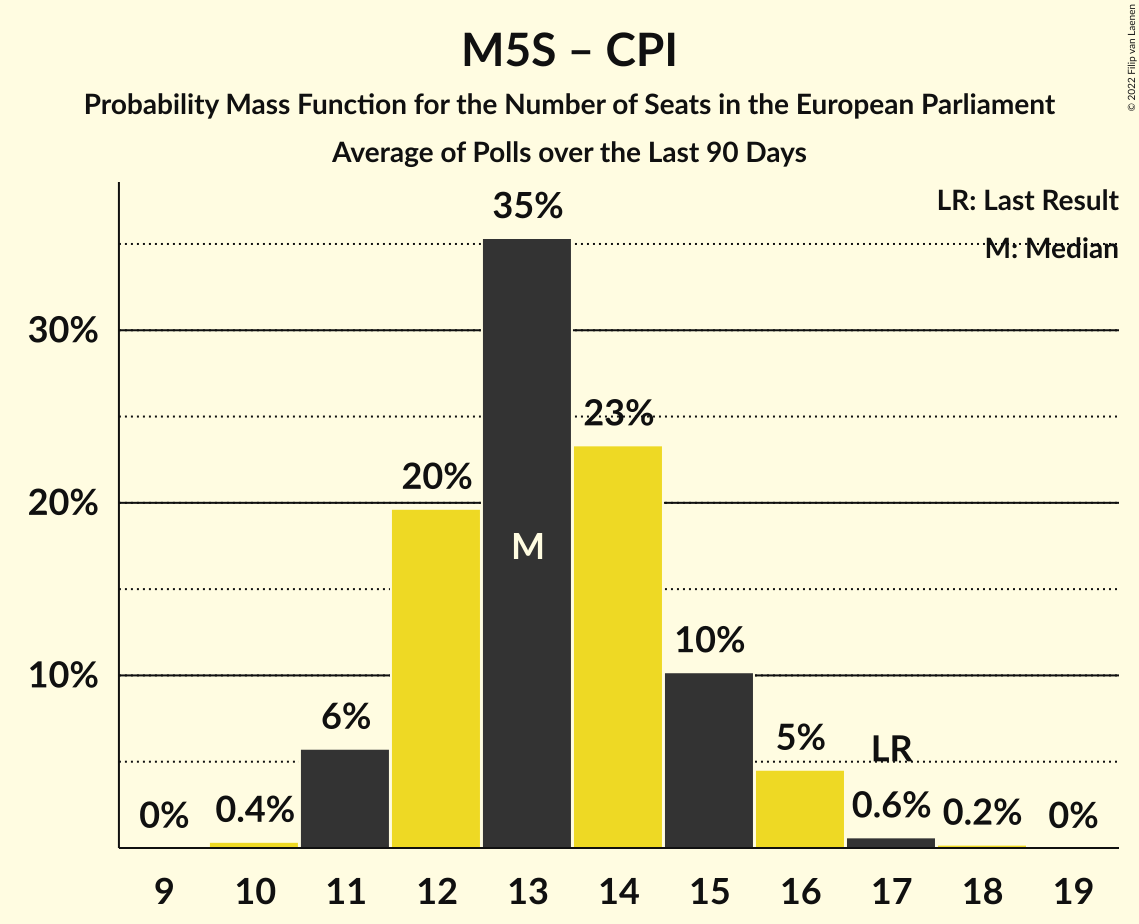 M5S – CPI
Probability Mass Function for the Number of Seats in the European Parliament
Average of Polls over the Last 90 Days
© 2022 Filip van Laenen
LR: Last Result
M: Median
35%
30%
23%
20%
20%
M
10%
10%
6%
5%
LR
0%
0.4%
0.6%
0.2%
0%
9 10 11 12 13 14 15 16 17 18 19